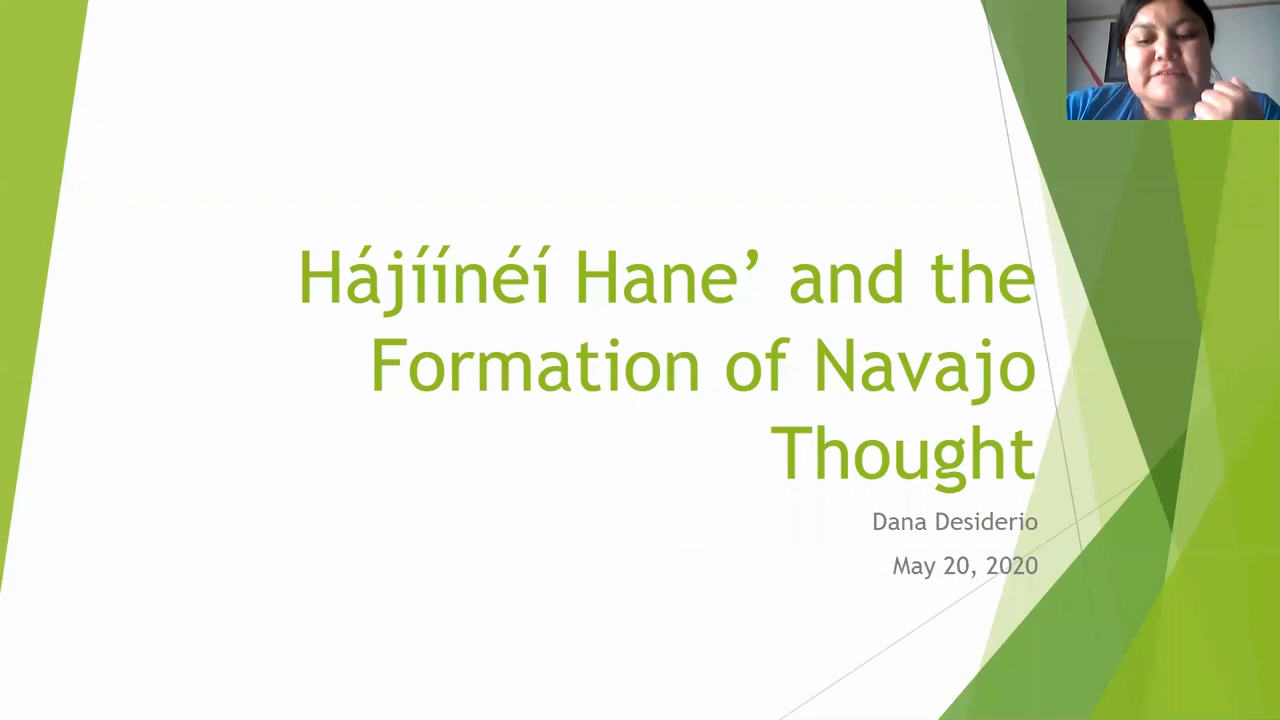 Hájíínéí Hane’ and the
Formation of Navajo
Thought
Dana Desiderio
May 20, 2020